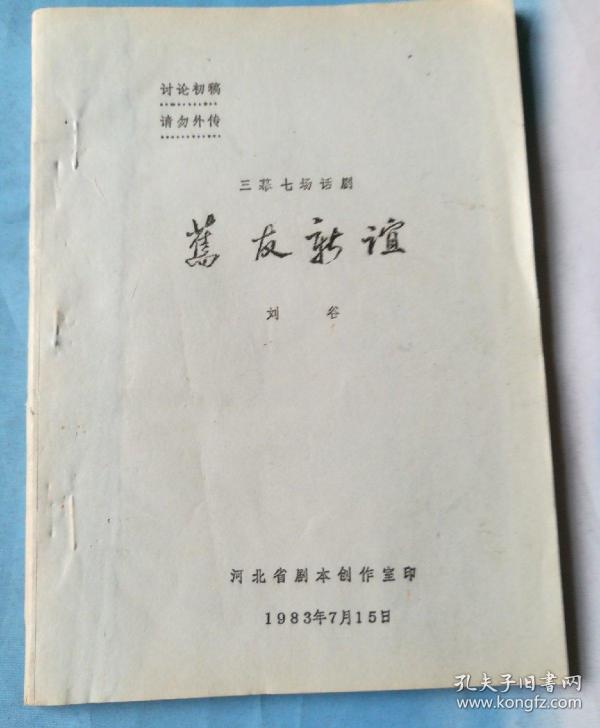 讨论初稿
请勿外传
三幕七场话剧
舊友新谊
刘谷
河北省剧本创作室印
1983年7月15日
孔夫子旧书网
kongfz.com